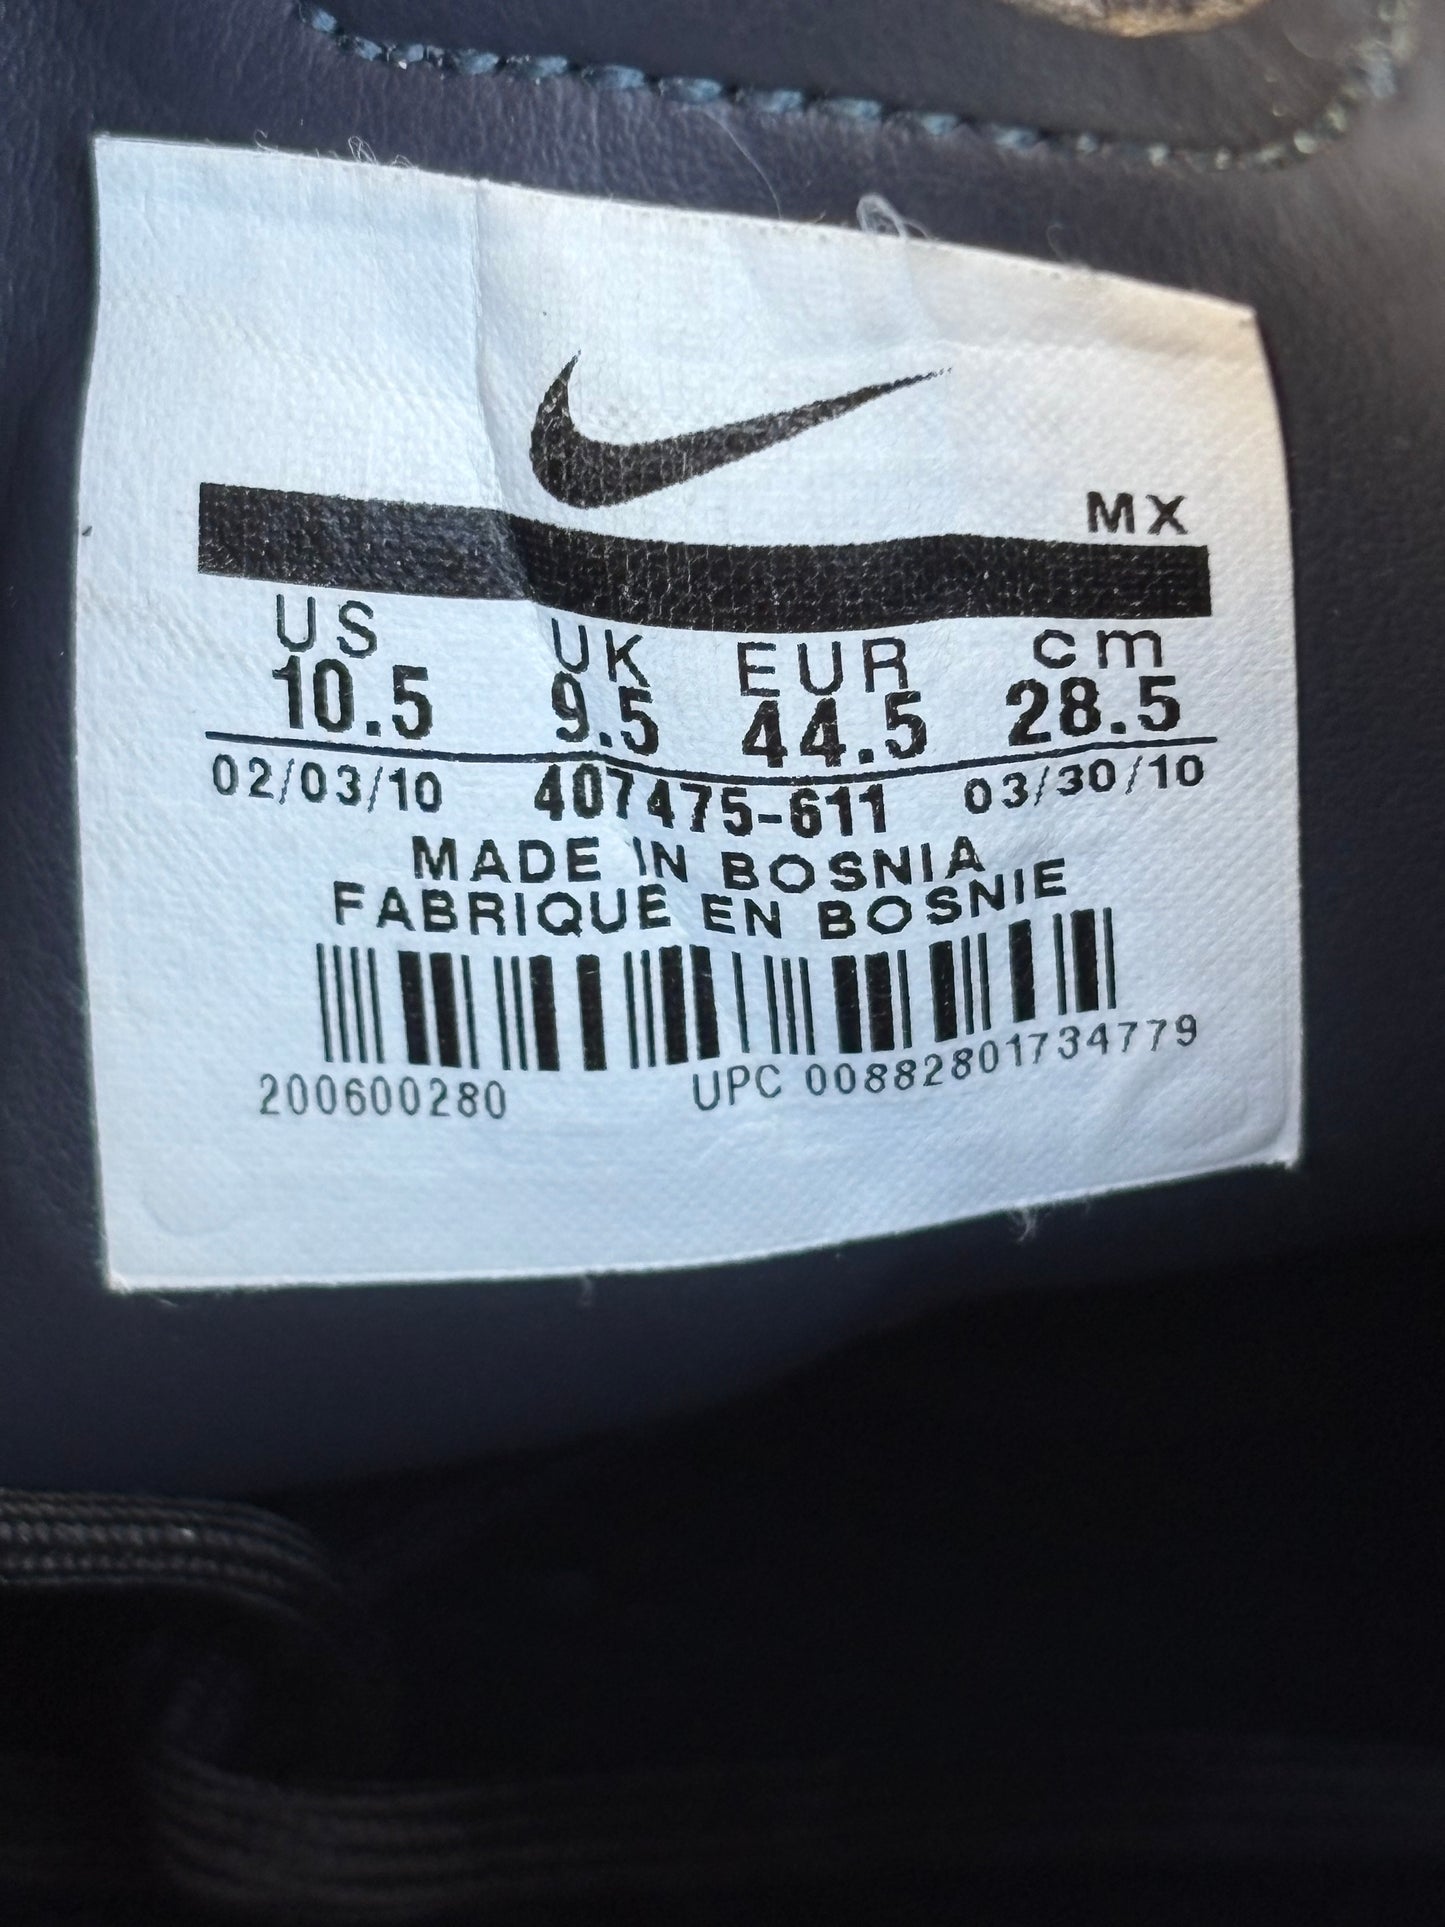 MX
US UK EUR cm
10.5 9.5 44.5 28.5
02/03/10 407475-611 03/30/10
MADE IN BOSNIA
FABRIQUE EN BOSNIE
200600280 UPC 00882801734779